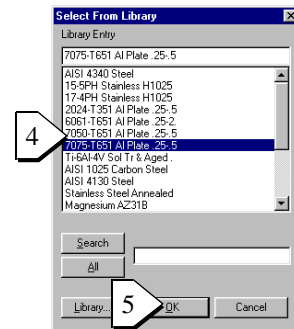 Select From Library
Library Entry
7075-T651 Al Plate .25-.5
AISI 4340 Steel
15-5PH Stainless H1025
17-4PH Stainless H1025
2024-T351 Al Plate .25-.5
6061-T651 Al Plate .25-2.
7050-T651 Al Plate .25-.5
7075-T651 Al Plate .25-.5
Ti-6Al-4V Sol Tr & Aged .
AISI 1025 Carbon Steel
AISI 4130 Steel
Stainless Steel Annealed
Magnesium AZ31B
4
Search
All
Library...
5
OK
Cancel